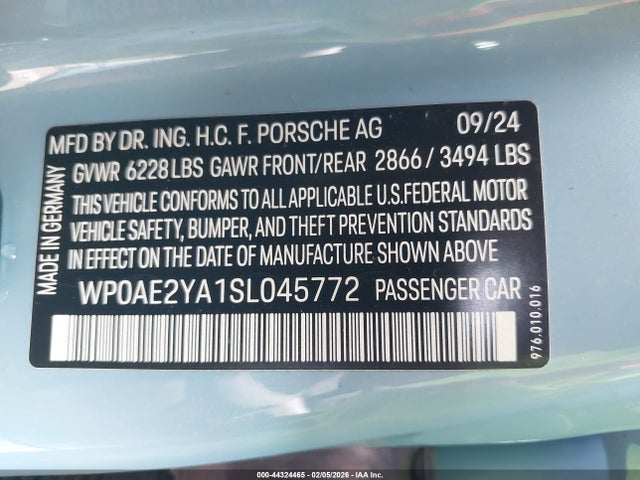 MFD BY DR. ING. H.C. F. PORSCHE AG 09/24
GVWR 6228 LBS GAWR FRONT/REAR 2866 / 3494 LBS
THIS VEHICLE CONFORMS TO ALL APPLICABLE U.S. FEDERAL MOTOR
VEHICLE SAFETY, BUMPER, AND THEFT PREVENTION STANDARDS
IN EFFECT ON THE DATE OF MANUFACTURE SHOWN ABOVE
WP0AE2YA1SL045772 PASSENGER CAR
MADE IN GERMANY
976.010.016
000-44324465 - 02/05/2026 - IAA Inc.